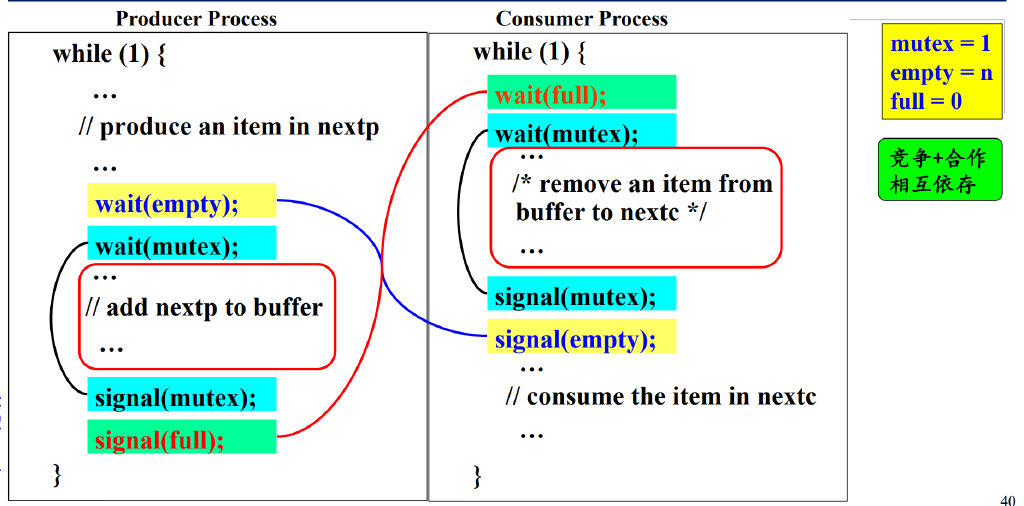 Producer Process
while (1) {
…
// produce an item in nextp
…
wait(empty);
wait(mutex);
…
// add nextp to buffer
…
signal(mutex);
signal(full);
}
Consumer Process
while (1) {
wait(full);
wait(mutex);
…
/* remove an item from
buffer to nextc */
…
signal(mutex);
signal(empty);
…
// consume the item in nextc
…
}
mutex = 1
empty = n
full = 0
竞争+合作
相互依存
40